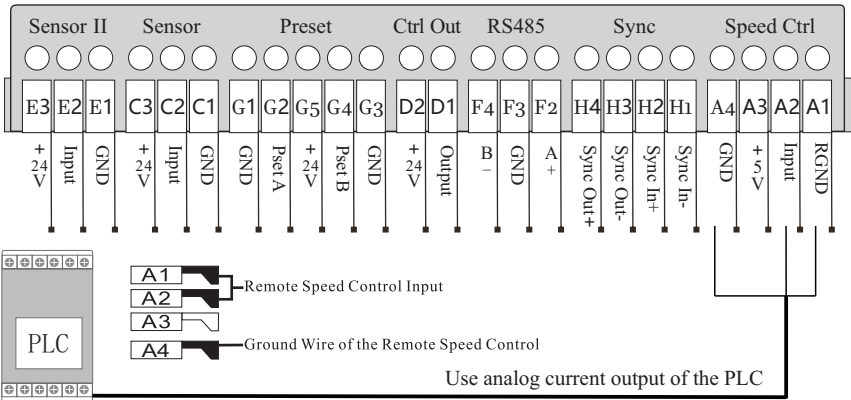 Sensor II Sensor Preset Ctrl Out RS485 Sync Speed Ctrl
E3 E2 E1 C3 C2 C1 G1 G2 G5 G4 G3 D2 D1 F4 F3 F2 H4 H3 H2 H1 A4 A3 A2 A1
+24V Input GND +24V Input GND GND Pset A +24V Pset B GND +24V Output B- GND A+ Sync Out+ Sync Out- Sync In+ Sync In- GND +5V Input RGND
A1
A2
Remote Speed Control Input
A3
A4
Ground Wire of the Remote Speed Control
PLC
Use analog current output of the PLC